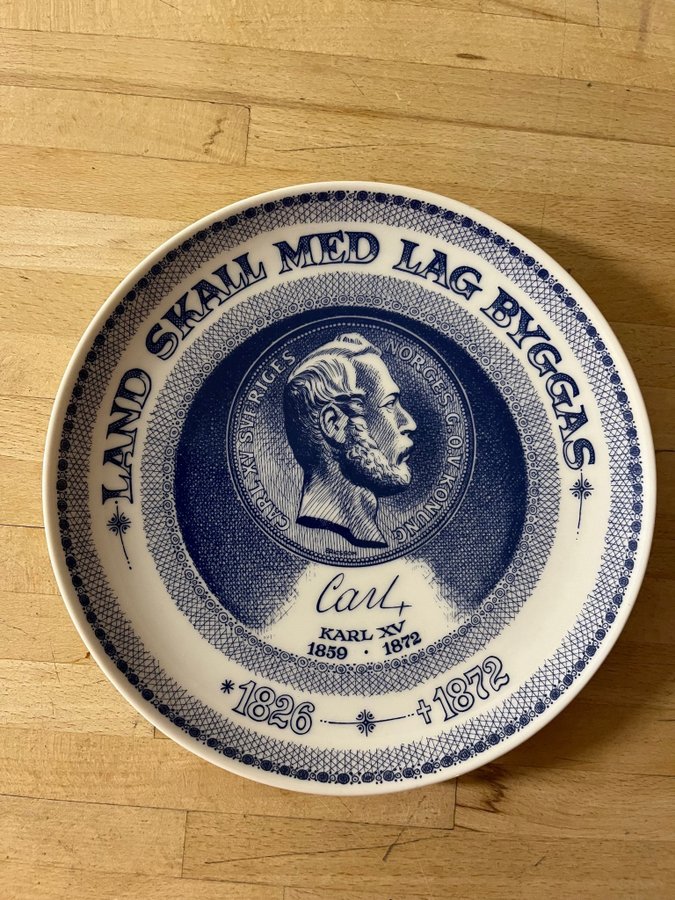 LAND SKALL MED LAG BYGGAS
CARL XV SVERIGES NORGES G. O. V. KONUNG
Carl
KARL XV
1859 · 1872
*1826 †1872